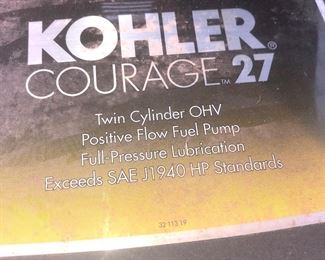 KOHLER®
COURAGE™ 27
Twin Cylinder OHV
Positive Flow Fuel Pump
Full-Pressure Lubrication
Exceeds SAE J1940 HP Standards
32 113 19